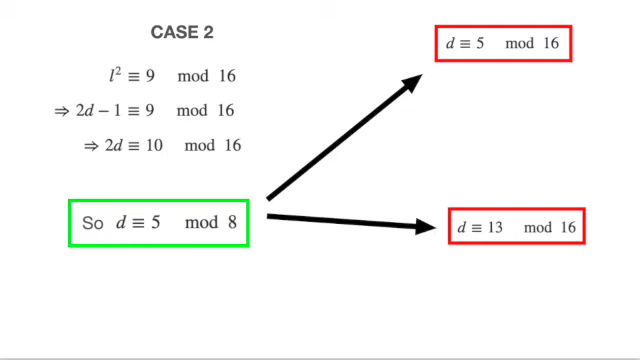 CASE 2
l² ≡ 9 mod 16
⇒ 2d − 1 ≡ 9 mod 16
⇒ 2d ≡ 10 mod 16
So d ≡ 5 mod 8
d ≡ 5 mod 16
d ≡ 13 mod 16